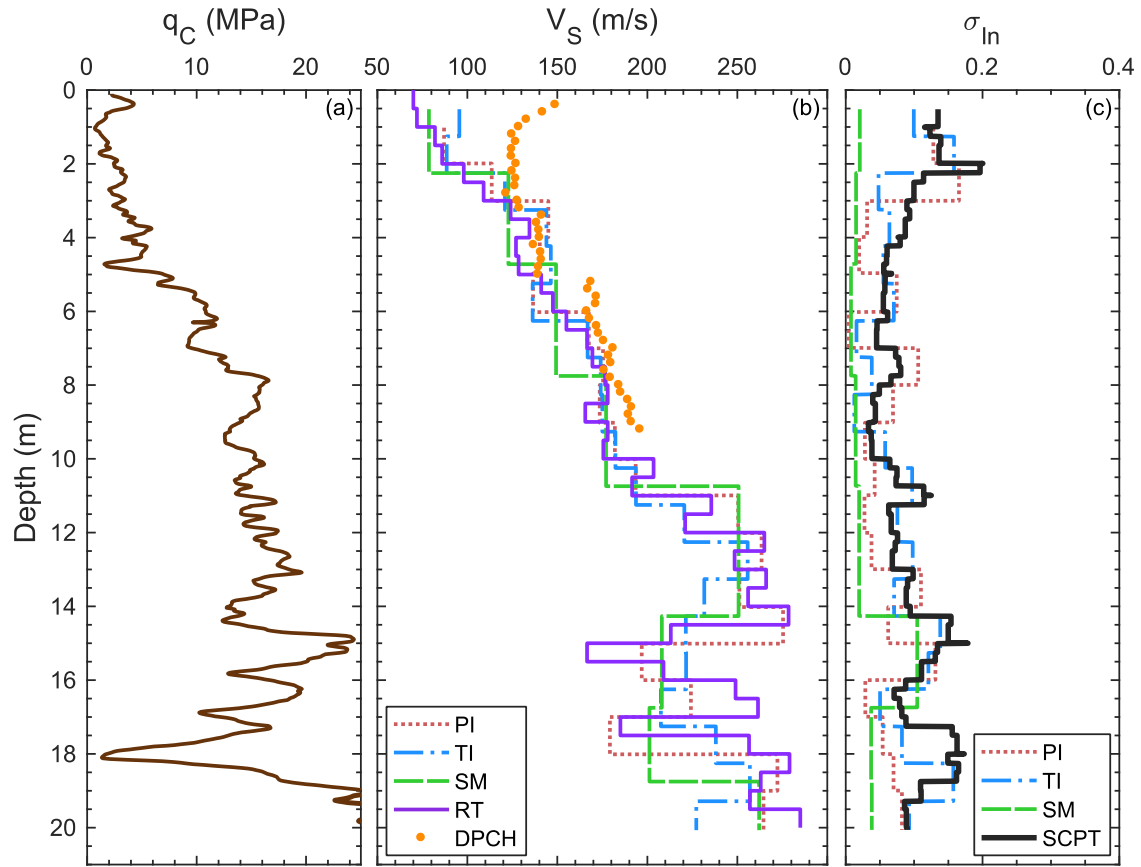 q_C (MPa)
V_S (m/s)
σ_ln
0 10 20
50 100 150 200 250
0 0.2 0.4
(a)
(b)
(c)
0
2
4
6
8
10
12
14
16
18
20
Depth (m)
PI
TI
SM
RT
DPCH
PI
TI
SM
SCPT